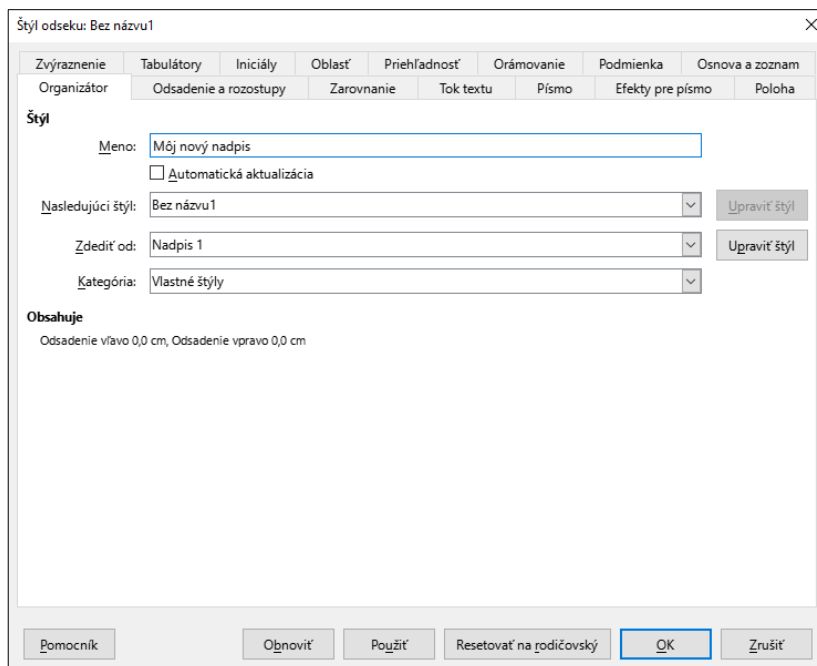 Štýl odseku: Bez názvu1
Zvýraznenie Tabulátory Iniciály Oblasť Priehľadnosť Orámovanie Podmienka Osnova a zoznam
Organizátor Odsadenie a rozostupy Zarovnanie Tok textu Písmo Efekty pre písmo Poloha
Štýl
Meno: Môj nový nadpis
Automatická aktualizácia
Nasledujúci štýl: Bez názvu1 Upraviť štýl
Zdediť od: Nadpis 1 Upraviť štýl
Kategória: Vlastné štýly
Obsahuje
Odsadenie vľavo 0,0 cm, Odsadenie vpravo 0,0 cm
Pomocník Obnoviť Použiť Resetovať na rodičovský OK Zrušiť